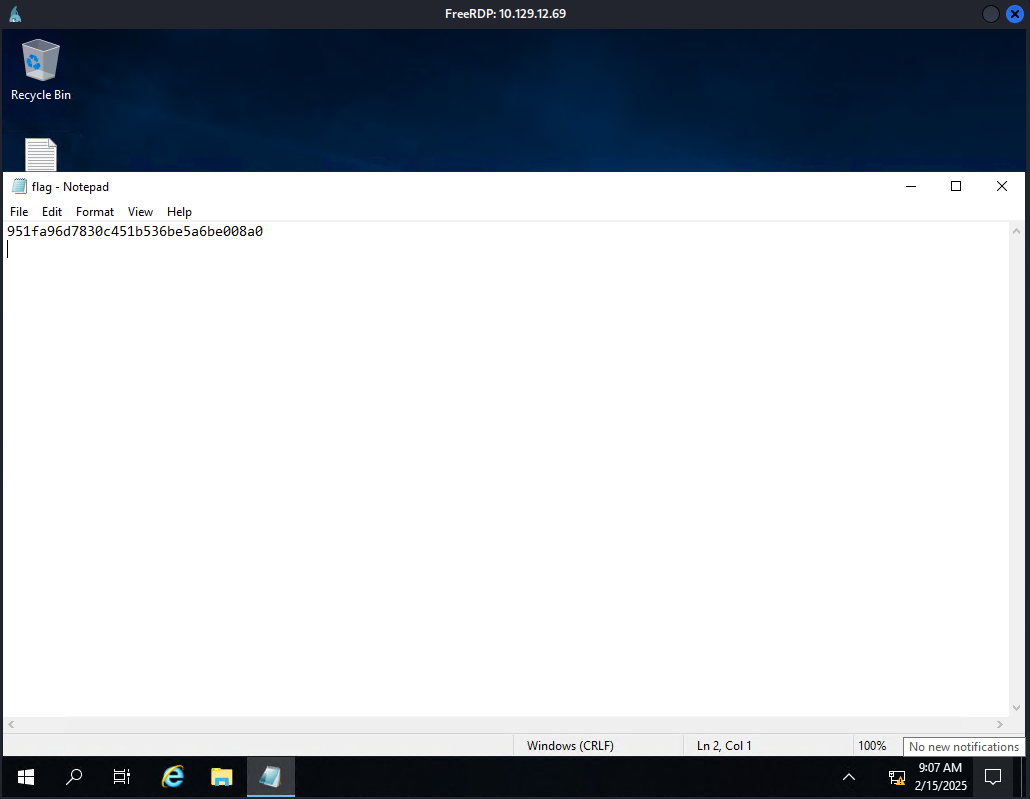 FreeRDP: 10.129.12.69
Recycle Bin
flag - Notepad
File Edit Format View Help
951fa96d7830c451b536be5a6be008a0
Windows (CRLF) Ln 2, Col 1 100%
No new notifications
9:07 AM
2/15/2025